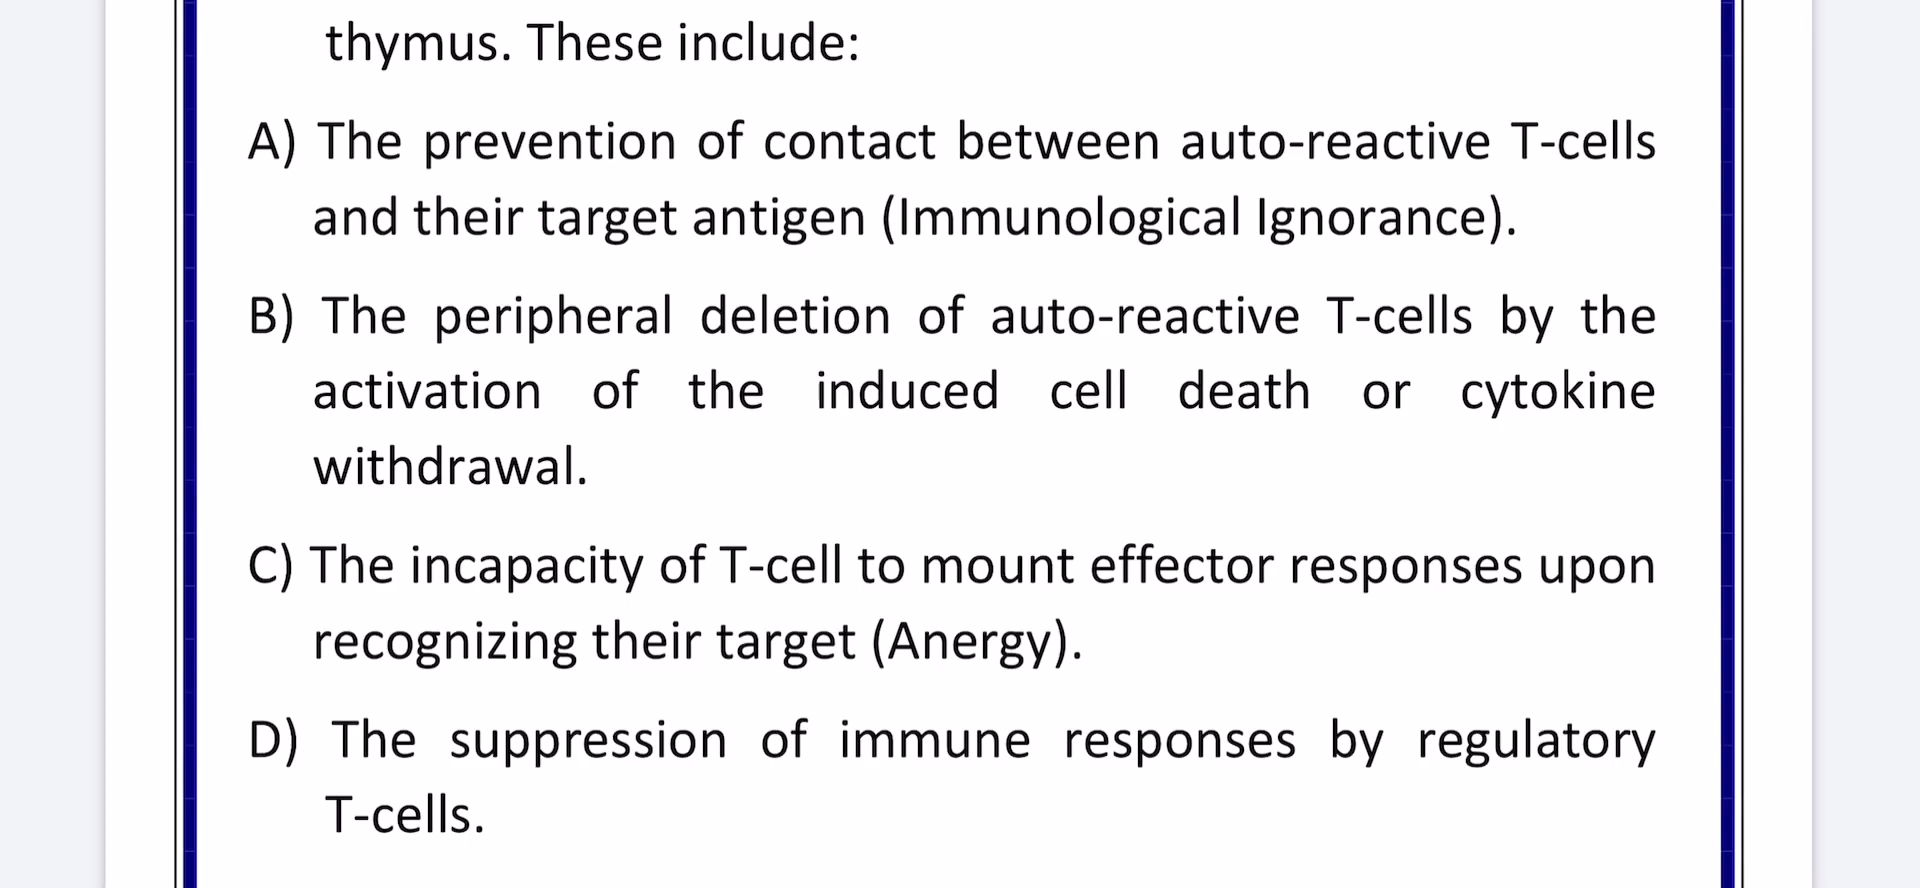 thymus. These include:
A) The prevention of contact between auto-reactive T-cells
and their target antigen (Immunological Ignorance).
B) The peripheral deletion of auto-reactive T-cells by the
activation of the induced cell death or cytokine
withdrawal.
C) The incapacity of T-cell to mount effector responses upon
recognizing their target (Anergy).
D) The suppression of immune responses by regulatory
T-cells.